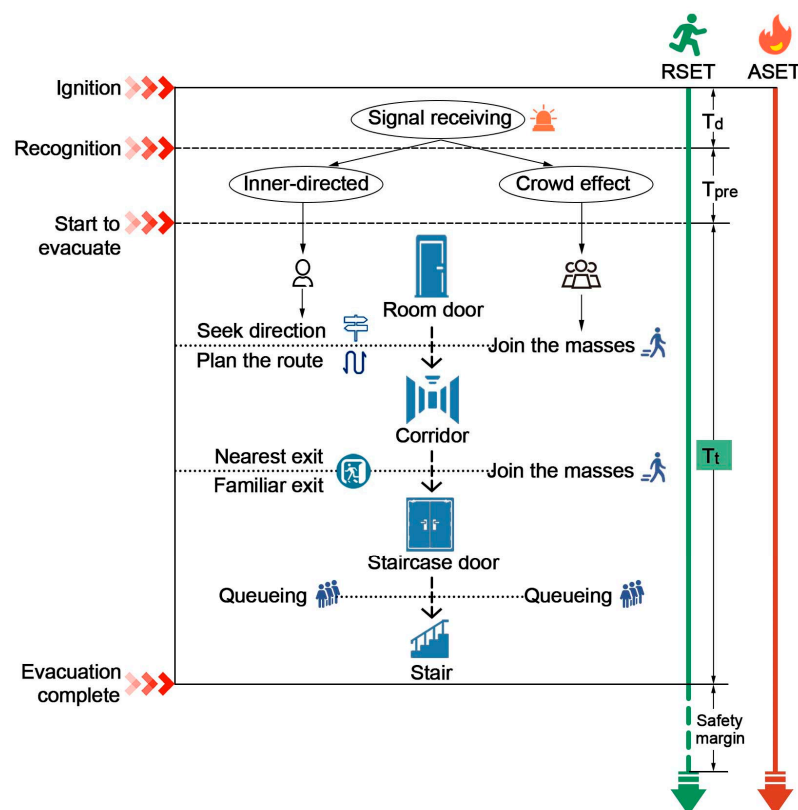 RSET
ASET
Ignition
Signal receiving
Td
Recognition
Inner-directed
Crowd effect
Tpre
Start to
evacuate
Room door
Seek direction
Plan the route
Join the masses
Corridor
Nearest exit
Familiar exit
Join the masses
Tt
Staircase door
Queueing
Queueing
Stair
Evacuation
complete
Safety
margin